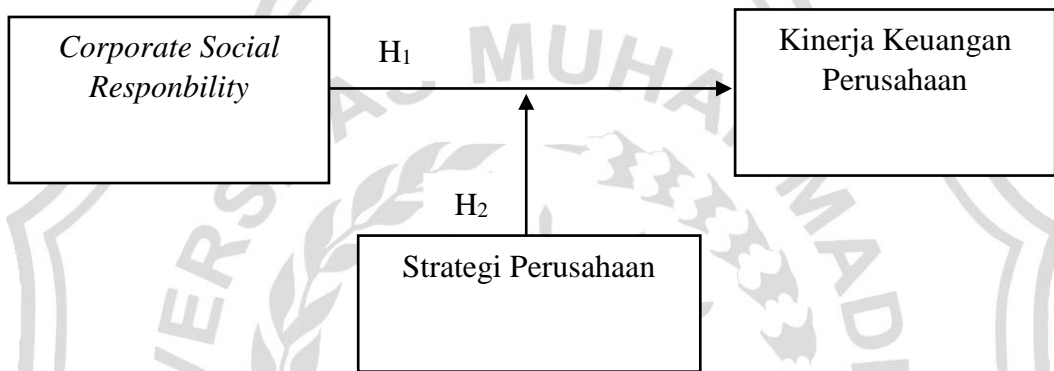 Corporate Social
Responbility
H₁
Kinerja Keuangan
Perusahaan
H₂
Strategi Perusahaan